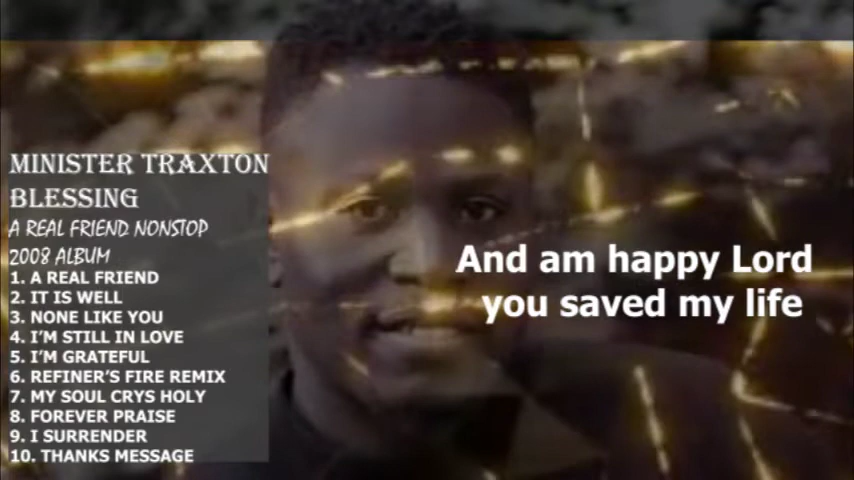 MINISTER TRAXTON
BLESSING
A REAL FRIEND NONSTOP
2008 ALBUM
1. A REAL FRIEND
2. IT IS WELL
3. NONE LIKE YOU
4. I'M STILL IN LOVE
5. I'M GRATEFUL
6. REFINER'S FIRE REMIX
7. MY SOUL CRYS HOLY
8. FOREVER PRAISE
9. I SURRENDER
10. THANKS MESSAGE
And am happy Lord
you saved my life